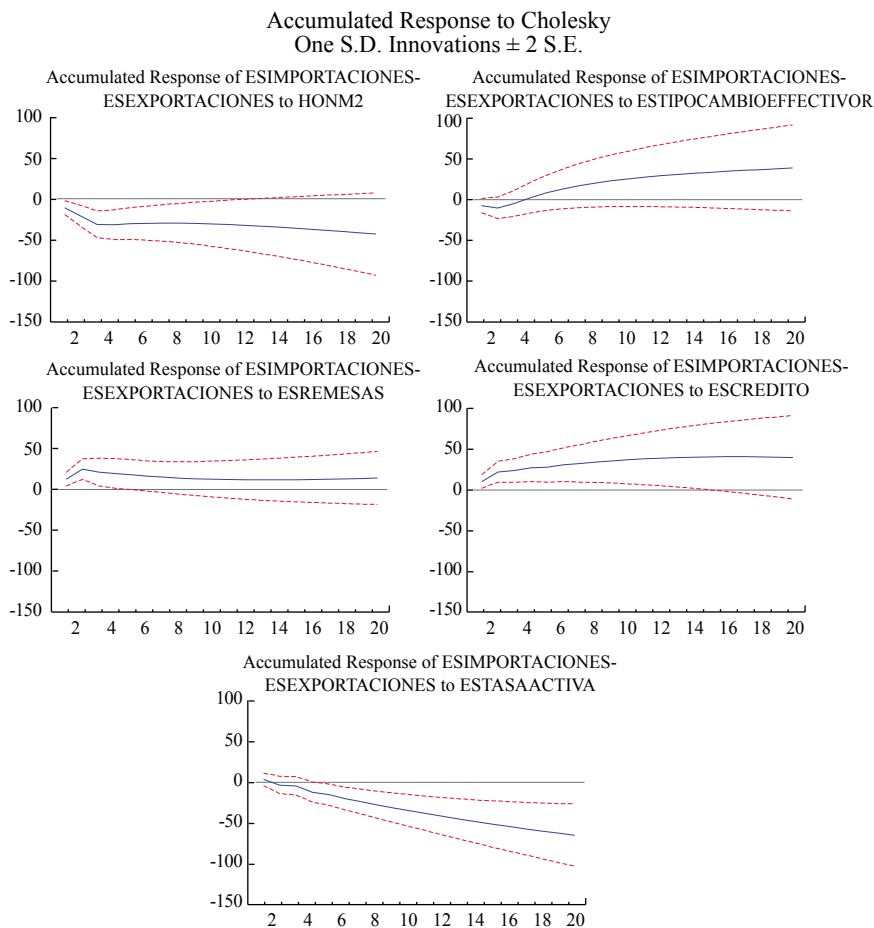 Accumulated Response to Cholesky
One S.D. Innovations ± 2 S.E.
Accumulated Response of ESIMPORTACIONES-
ESEXPORTACIONES to HONM2
100
50
0
-50
-100
-150
2 4 6 8 10 12 14 16 18 20
Accumulated Response of ESIMPORTACIONES-
ESEXPORTACIONES to ESTIPOCAMBIOEFFECTIVOR
100
50
0
-50
-100
-150
2 4 6 8 10 12 14 16 18 20
Accumulated Response of ESIMPORTACIONES-
ESEXPORTACIONES to ESREMESAS
100
50
0
-50
-100
-150
2 4 6 8 10 12 14 16 18 20
Accumulated Response of ESIMPORTACIONES-
ESEXPORTACIONES to ESCREDITO
100
50
0
-50
-100
-150
2 4 6 8 10 12 14 16 18 20
Accumulated Response of ESIMPORTACIONES-
ESEXPORTACIONES to ESTASAACTIVA
100
50
0
-50
-100
-150
2 4 6 8 10 12 14 16 18 20